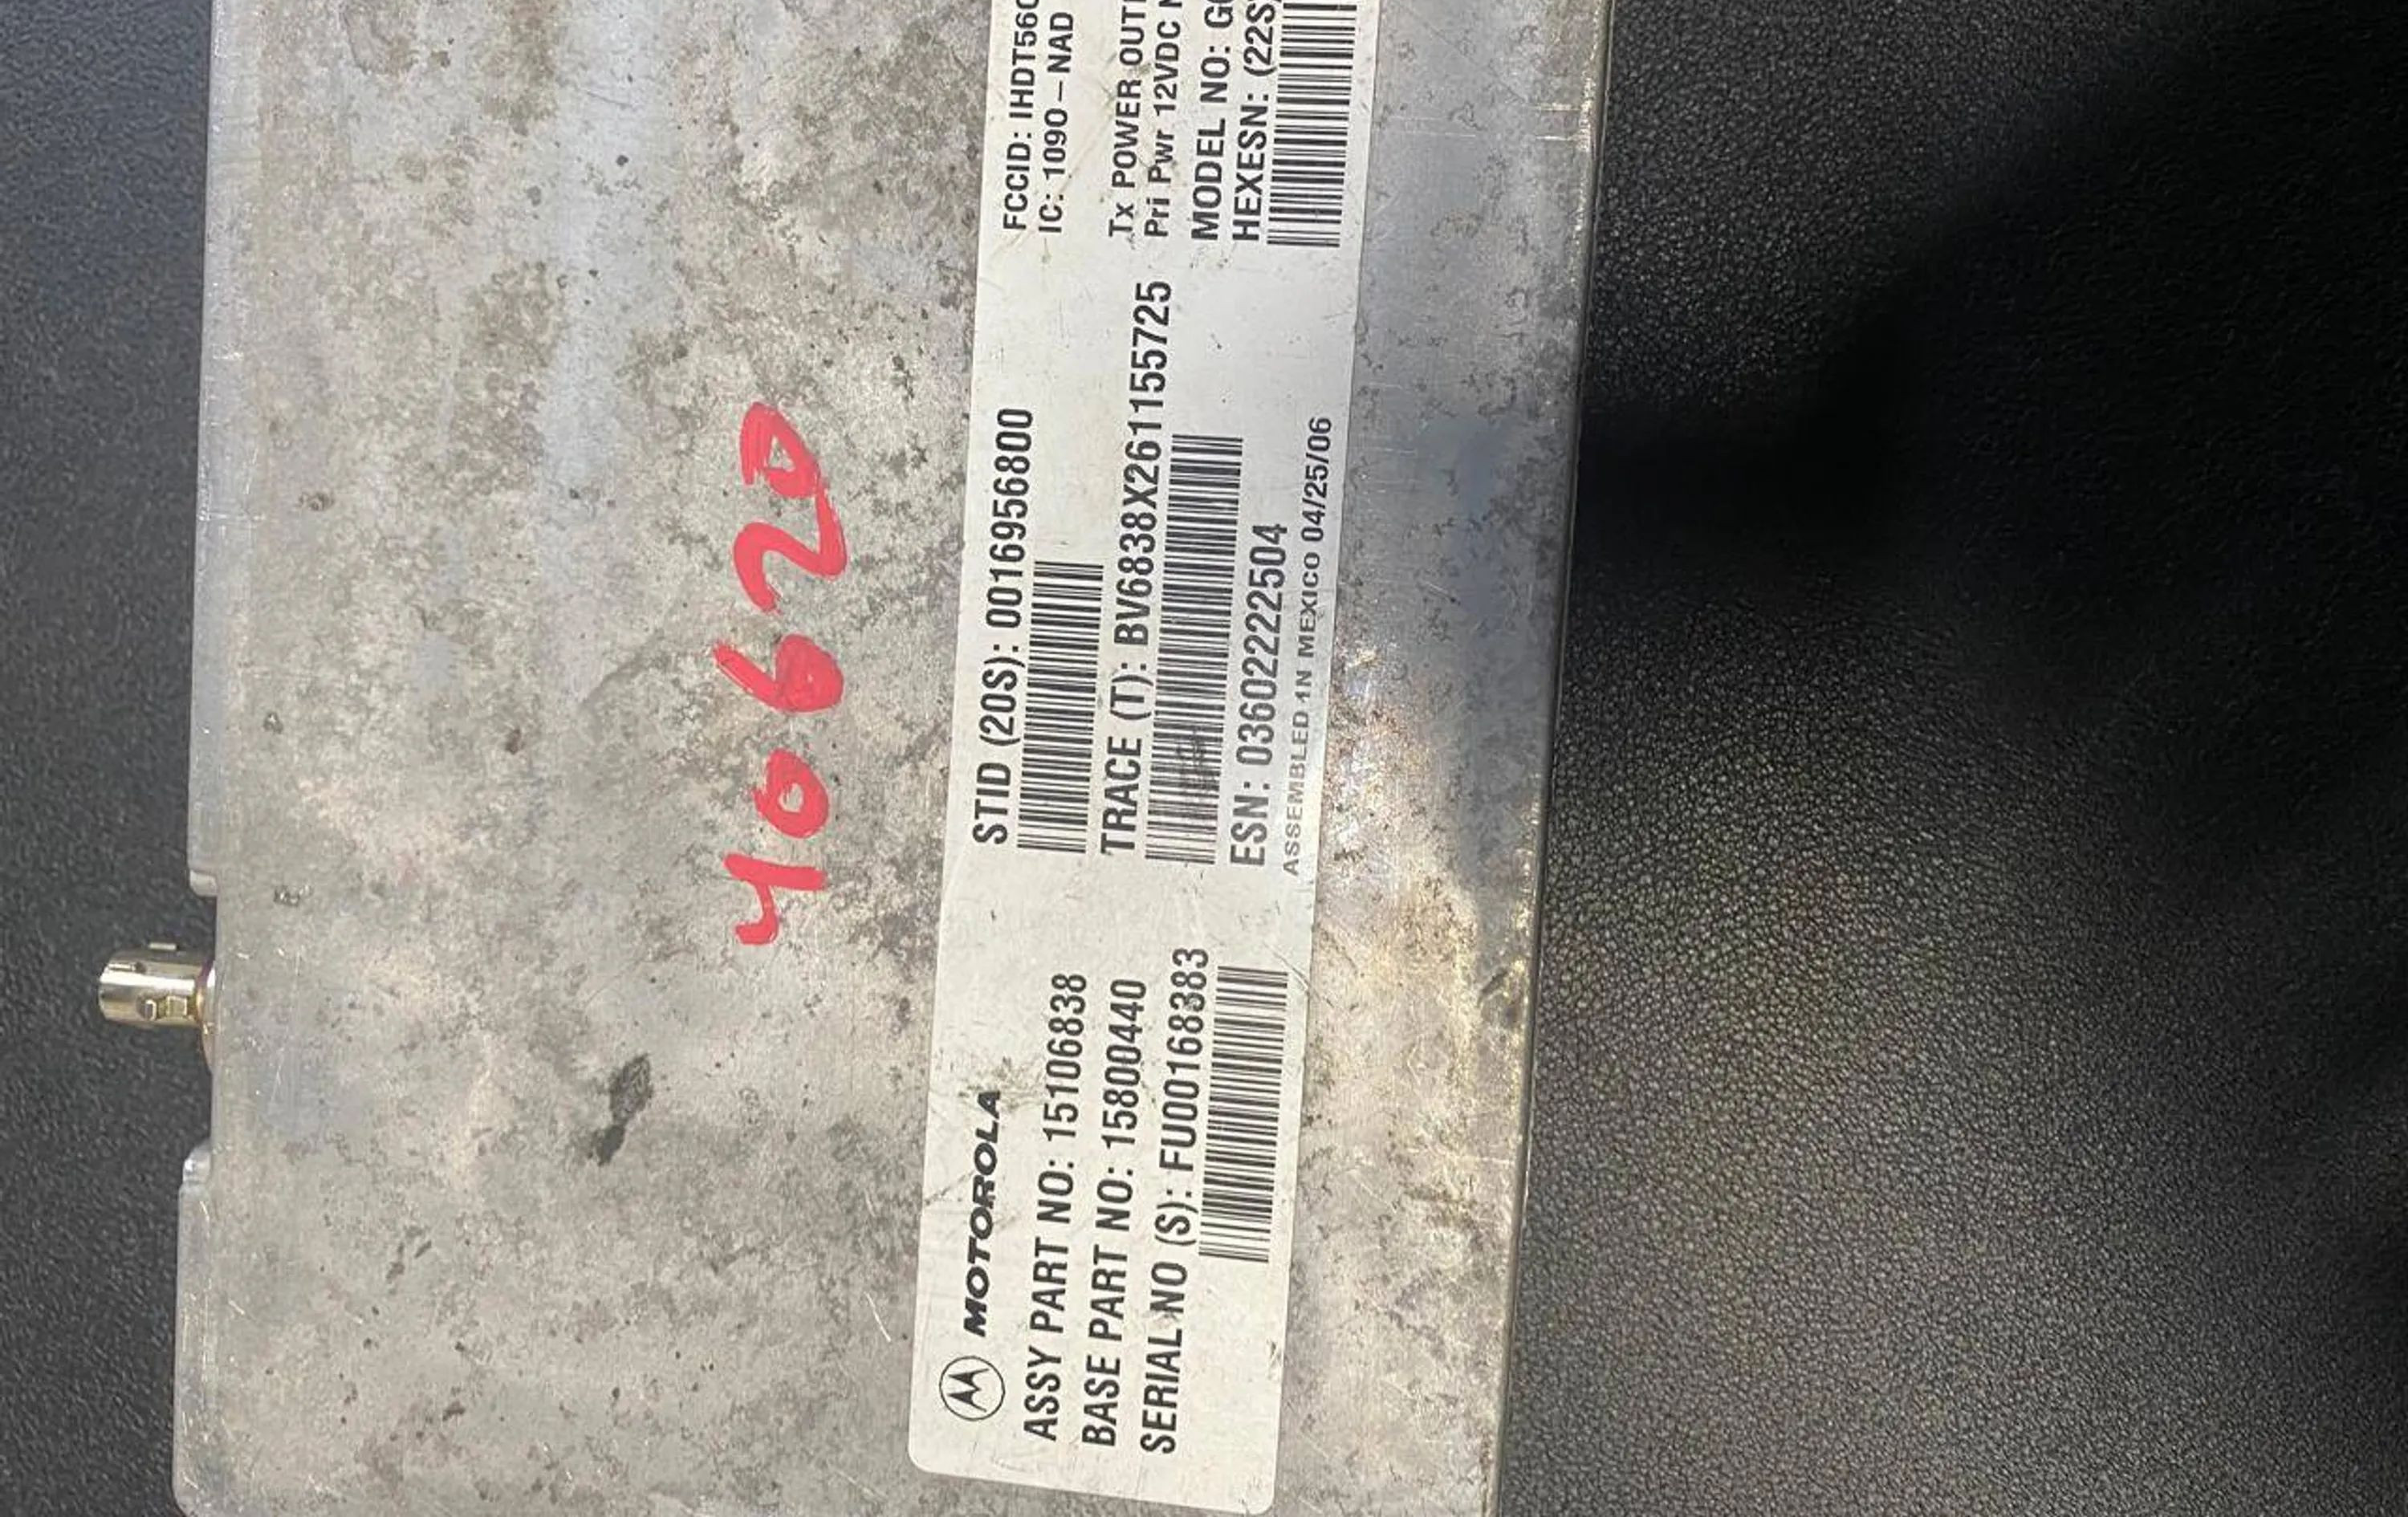 40620
MOTOROLA
ASSY PART NO: 15106838
BASE PART NO: 15800440
SERIAL NO (S): FU00168383
STID (20S): 0016956800
TRACE (T): BV6838X261155725
ESN: 03602222504
ASSEMBLED IN MEXICO 04/25/06
FCCID: IHDT56C
IC: 1090-NAD
Tx POWER OUT
Pri Pwr 12VDC
MODEL NO: G
HEXESN: (22S